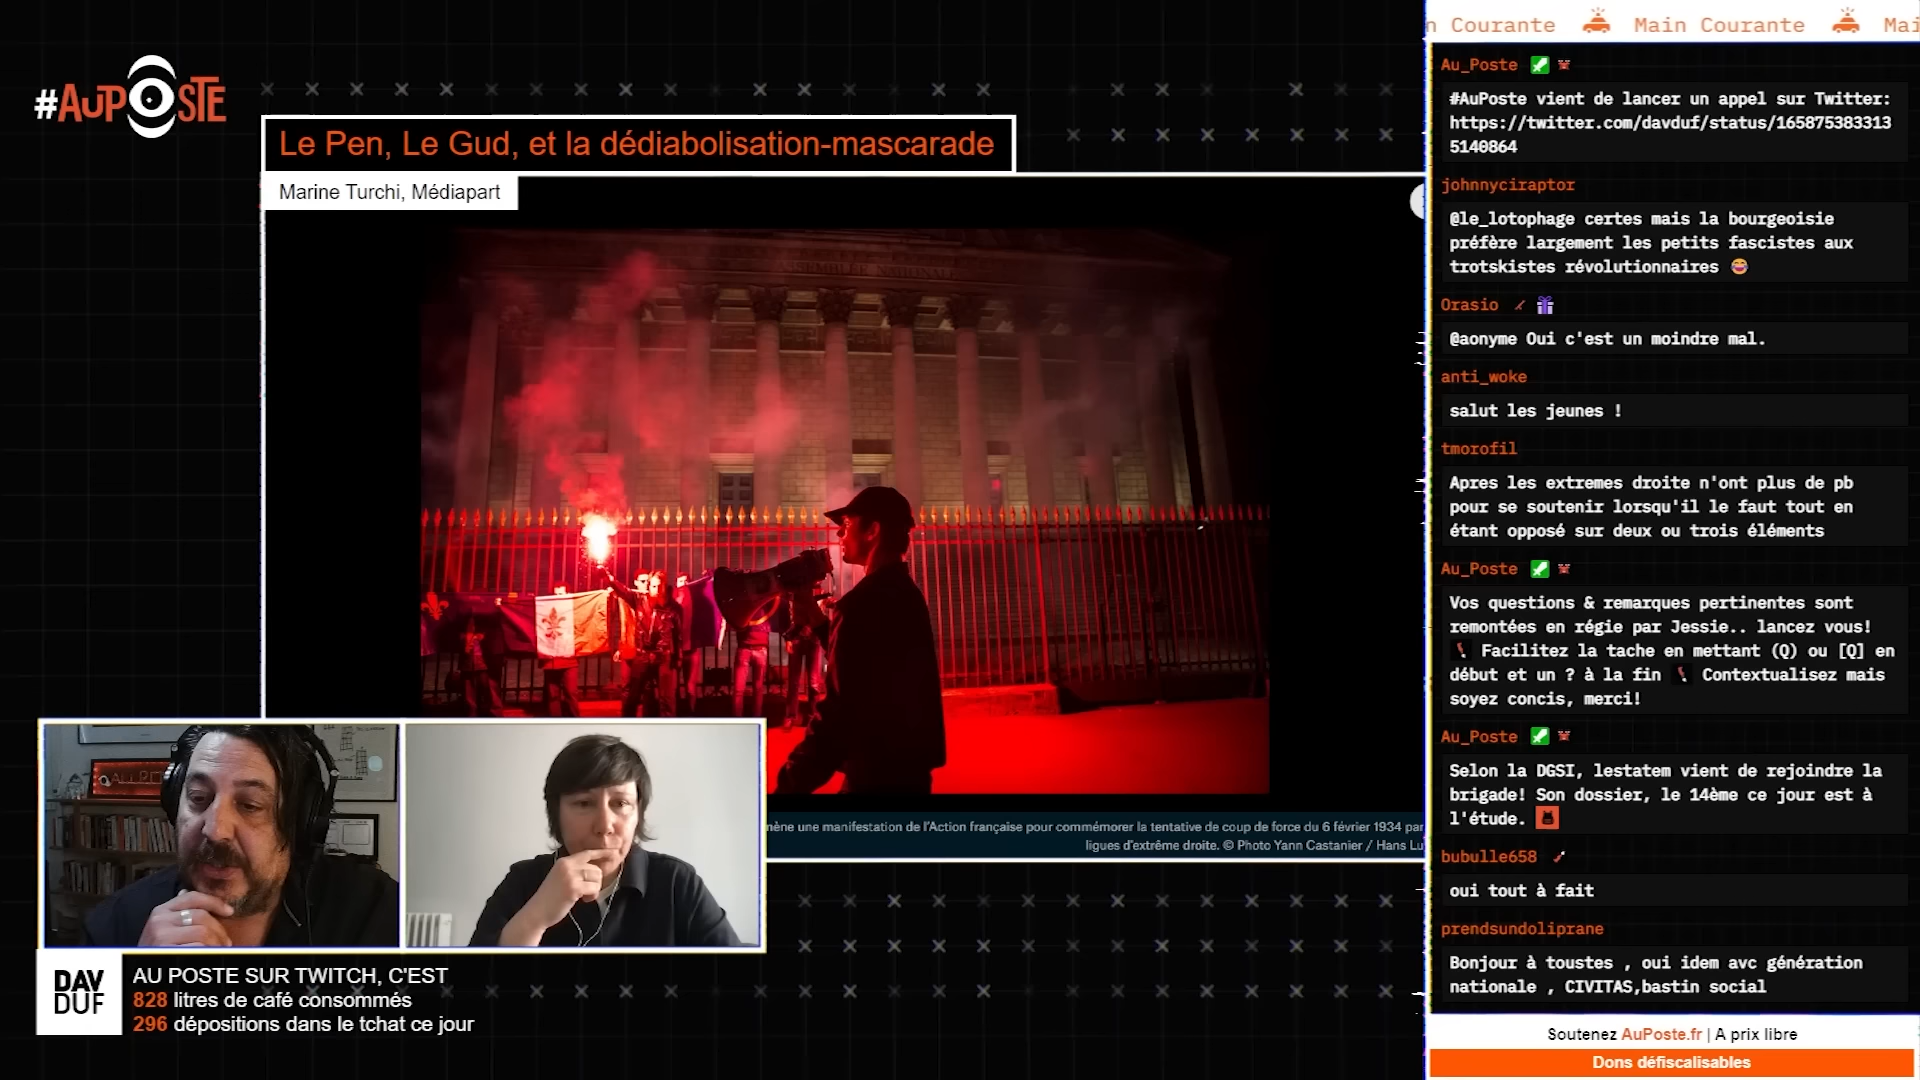 #AuPOSTE
Le Pen, Le Gud, et la dédiabolisation-mascarade
Marine Turchi, Médiapart
ASSEMBLEE NATIONALE
mène une manifestation de l'Action française pour commémorer la tentative de coup de force du 6 février 1934 par
ligues d'extrême droite. © Photo Yann Castanier / Hans Lu
DAV
DUF
AU POSTE SUR TWITCH, C'EST
828 litres de café consommés
296 dépositions dans le tchat ce jour
n Courante Main Courante Mai
Au_Poste
#AuPoste vient de lancer un appel sur Twitter:
https://twitter.com/davduf/status/165875383313
5140864
johnnyciraptor
@le_lotophage certes mais la bourgeoisie
préfère largement les petits fascistes aux
trotskistes révolutionnaires 😂
Orasio
@aonyme Oui c'est un moindre mal.
anti_woke
salut les jeunes !
tmorofil
Apres les extremes droite n'ont plus de pb
pour se soutenir lorsqu'il le faut tout en
étant opposé sur deux ou trois éléments
Au_Poste
Vos questions & remarques pertinentes sont
remontées en régie par Jessie.. lancez vous!
Facilitez la tache en mettant (Q) ou [Q] en
début et un ? à la fin Contextualisez mais
soyez concis, merci!
Au_Poste
Selon la DGSI, lestatem vient de rejoindre la
brigade! Son dossier, le 14ème ce jour est à
l'étude.
bubulle658
oui tout à fait
prendsundoliprane
Bonjour à toustes , oui idem avc génération
nationale , CIVITAS,bastin social
Soutenez AuPoste.fr | A prix libre
Dons défiscalisables